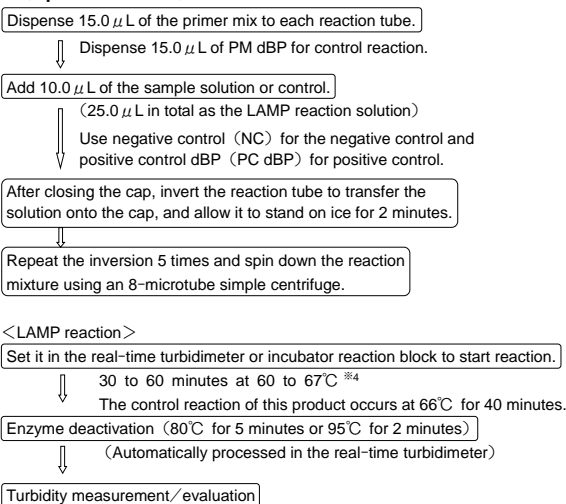 Dispense 15.0 μL of the primer mix to each reaction tube.
Dispense 15.0 μL of PM dBP for control reaction.
Add 10.0 μL of the sample solution or control.
（25.0 μL in total as the LAMP reaction solution）
Use negative control（NC）for the negative control and
positive control dBP（PC dBP）for positive control.
After closing the cap, invert the reaction tube to transfer the
solution onto the cap, and allow it to stand on ice for 2 minutes.
Repeat the inversion 5 times and spin down the reaction
mixture using an 8-microtube simple centrifuge.
＜LAMP reaction＞
Set it in the real-time turbidimeter or incubator reaction block to start reaction.
30 to 60 minutes at 60 to 67℃ ※4
The control reaction of this product occurs at 66℃ for 40 minutes.
Enzyme deactivation（80℃ for 5 minutes or 95℃ for 2 minutes）
（Automatically processed in the real-time turbidimeter）
Turbidity measurement／evaluation